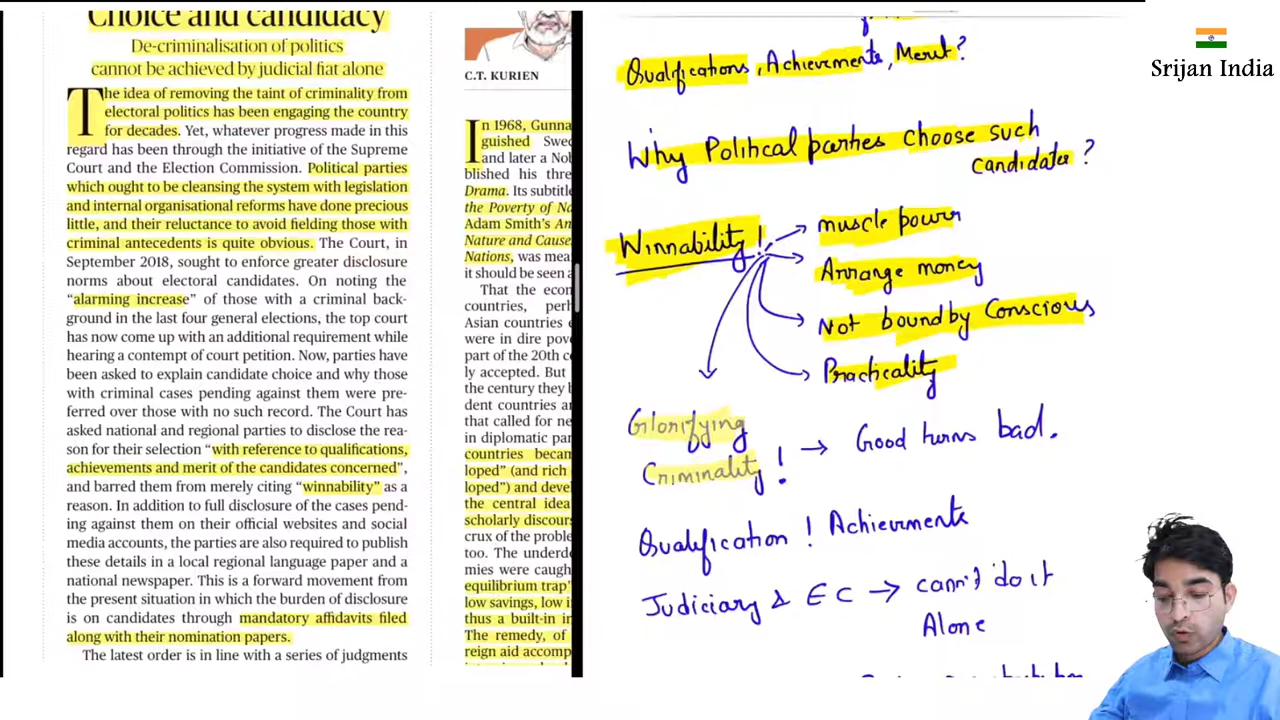 Choice and candidacy
De-criminalisation of politics
cannot be achieved by judicial fiat alone
The idea of removing the taint of criminality from
electoral politics has been engaging the country
for decades. Yet, whatever progress made in this
regard has been through the initiative of the Supreme
Court and the Election Commission. Political parties
which ought to be cleansing the system with legislation
and internal organisational reforms have done precious
little, and their reluctance to avoid fielding those with
criminal antecedents is quite obvious. The Court, in
September 2018, sought to enforce greater disclosure
norms about electoral candidates. On noting the
“alarming increase” of those with a criminal back-
ground in the last four general elections, the top court
has now come up with an additional requirement while
hearing a contempt of court petition. Now, parties have
been asked to explain candidate choice and why those
with criminal cases pending against them were pre-
ferred over those with no such record. The Court has
asked national and regional parties to disclose the rea-
son for their selection “with reference to qualifications,
achievements and merit of the candidates concerned”,
and barred them from merely citing “winnability” as a
reason. In addition to full disclosure of the cases pend-
ing against them on their official websites and social
media accounts, the parties are also required to publish
these details in a local regional language paper and a
national newspaper. This is a forward movement from
the present situation in which the burden of disclosure
is on candidates through mandatory affidavits filed
along with their nomination papers.
The latest order is in line with a series of judgments
C.T. KURIEN
In 1968, Gunna
guished Swe
and later a No
blished his thre
Drama. Its subtitle
the Poverty of Na
Adam Smith's An
Nature and Cause
Nations, was mea
it should be seen a
That the econ
countries, perh
Asian countries
were in dire pov
part of the 20th c
ly accepted. But
the century they b
dent countries a
that called for ne
in diplomatic par
countries becam
loped” (and rich
loped”) and deve
the central idea
scholarly discour
crux of the proble
too. The underde
mies were caugh
equilibrium trap”
low savings, low i
thus a built-in i
The remedy, of
reign aid accomp
Qualifications, Achievements, Merit?
Why Political parties choose such
candidates ?
Winnability !
muscle power
Arrange money
Not bound by Conscious
Practicality
Glorifying
Criminality ! → Good turns bad.
Qualification ! Achievements
Judiciary & EC → cann't do it
Alone
Srijan India